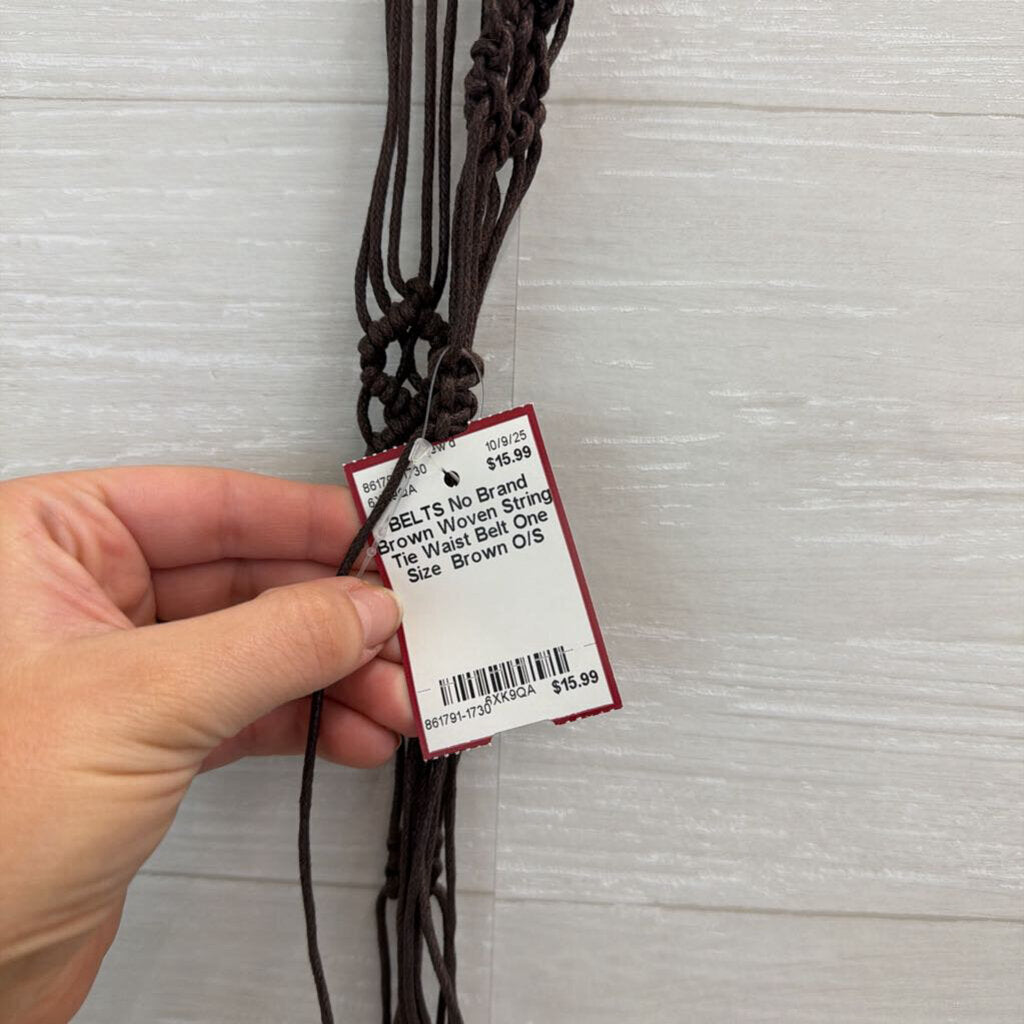 10/9/25
$15.99
BELTS No Brand
Brown Woven String
Tie Waist Belt One
Size Brown O/S
6XK9QA
$15.99
861791-1730